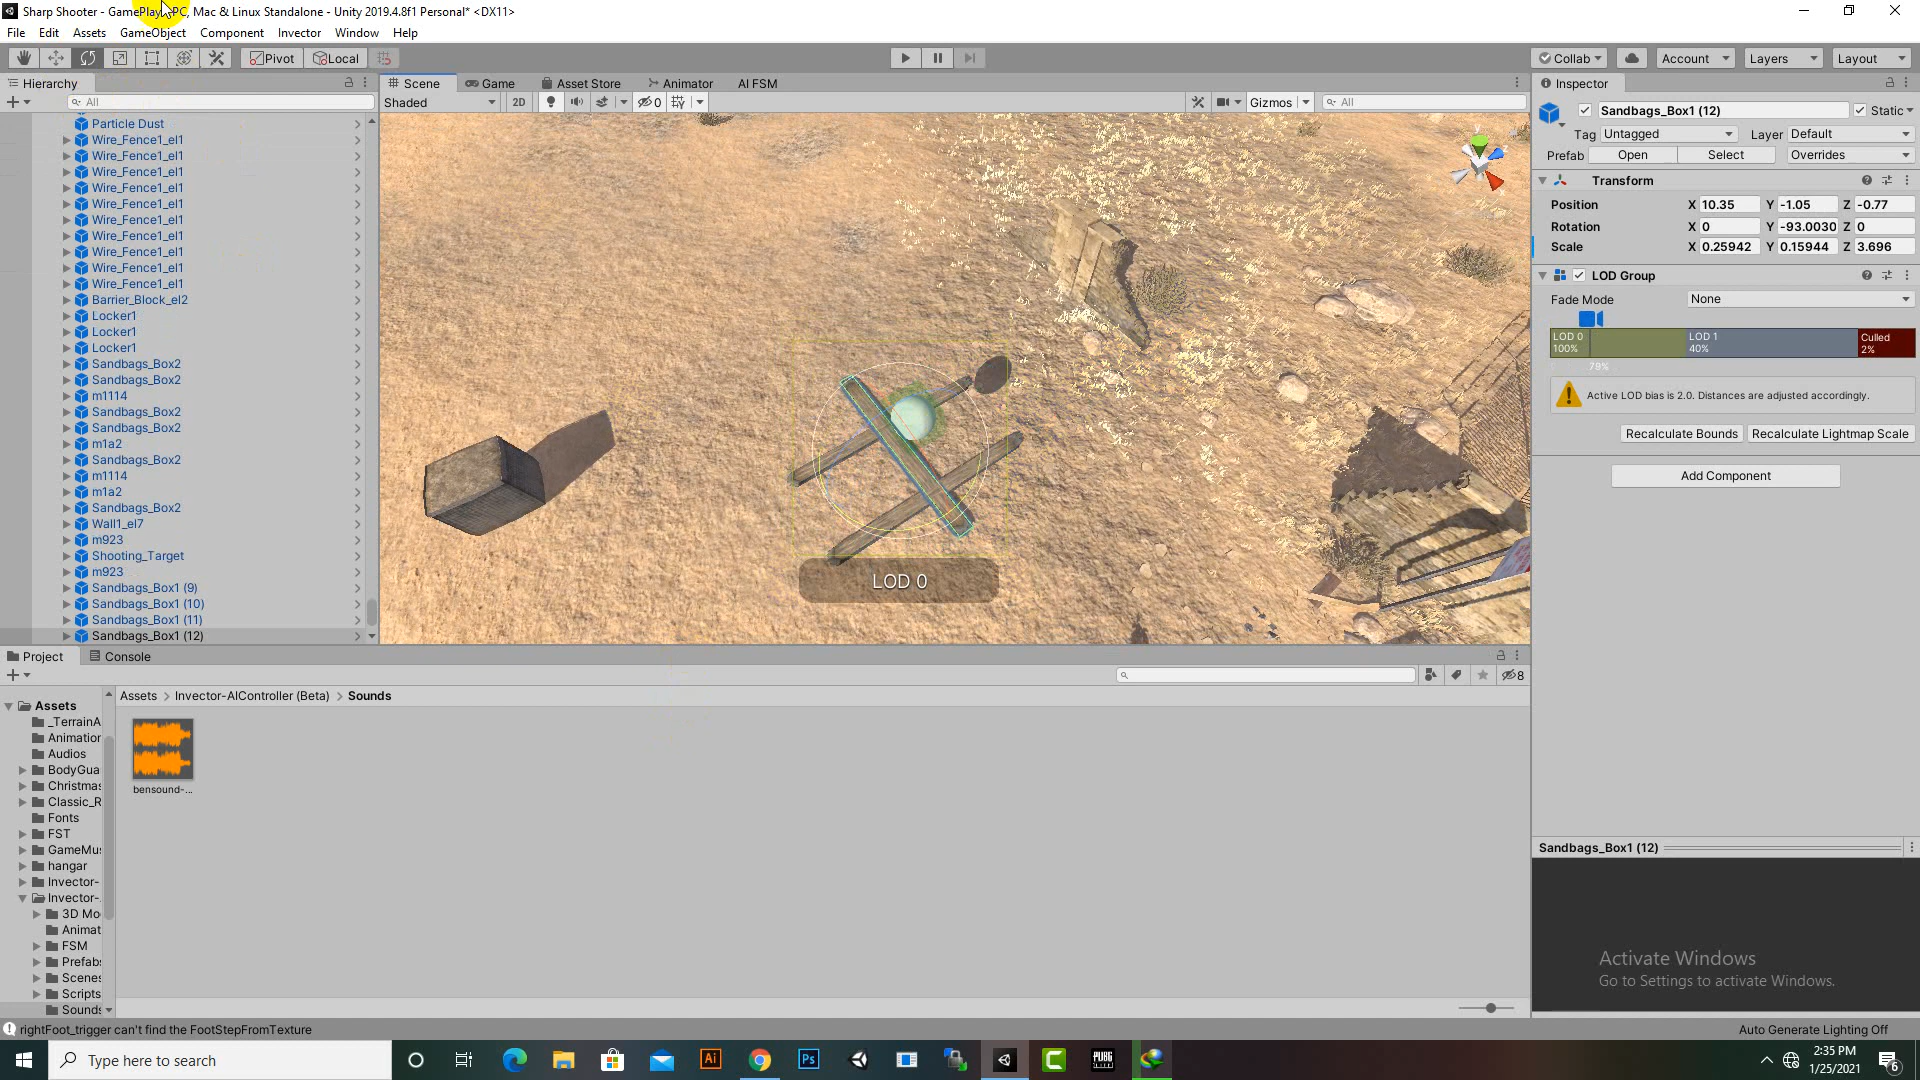 Sharp Shooter - GamePlay - PC, Mac & Linux Standalone - Unity 2019.4.8f1 Personal* <DX11>
File Edit Assets GameObject Component Invector Window Help
Pivot Local
Collab Account Layers Layout
Hierarchy
Scene Game Asset Store Animator AI FSM
Inspector
All
Shaded 2D 0 Gizmos All
Sandbags_Box1 (12) Static
Tag Untagged Layer Default
Prefab Open Select Overrides
Transform
Position X 10.35 Y -1.05 Z -0.77
Rotation X 0 Y -93.0030 Z 0
Scale X 0.25942 Y 0.15944 Z 3.696
LOD Group
Fade Mode None
LOD 0 100%
LOD 1 40%
Culled 2%
78%
Active LOD bias is 2.0. Distances are adjusted accordingly.
Recalculate Bounds Recalculate Lightmap Scale
Add Component
Particle Dust
Wire_Fence1_el1
Wire_Fence1_el1
Wire_Fence1_el1
Wire_Fence1_el1
Wire_Fence1_el1
Wire_Fence1_el1
Wire_Fence1_el1
Wire_Fence1_el1
Wire_Fence1_el1
Wire_Fence1_el1
Barrier_Block_el2
Locker1
Locker1
Locker1
Sandbags_Box2
Sandbags_Box2
m1114
Sandbags_Box2
Sandbags_Box2
m1a2
Sandbags_Box2
m1114
m1a2
Sandbags_Box2
Wall1_el7
m923
Shooting_Target
m923
Sandbags_Box1 (9)
Sandbags_Box1 (10)
Sandbags_Box1 (11)
Sandbags_Box1 (12)
LOD 0
Project Console
8
Assets > Invector-AIController (Beta) > Sounds
Assets
_TerrainA
Animation
Audios
BodyGua
Christmas
Classic_R
Fonts
FST
GameMus
hangar
Invector-
Invector-
3D Mo
Animat
FSM
Prefabs
Scenes
Scripts
Sounds
bensound-...
Sandbags_Box1 (12)
Activate Windows
Go to Settings to activate Windows.
rightFoot_trigger can't find the FootStepFromTexture
Auto Generate Lighting Off
Type here to search
Ai
Ps
PUBG
2:35 PM
1/25/2021
6